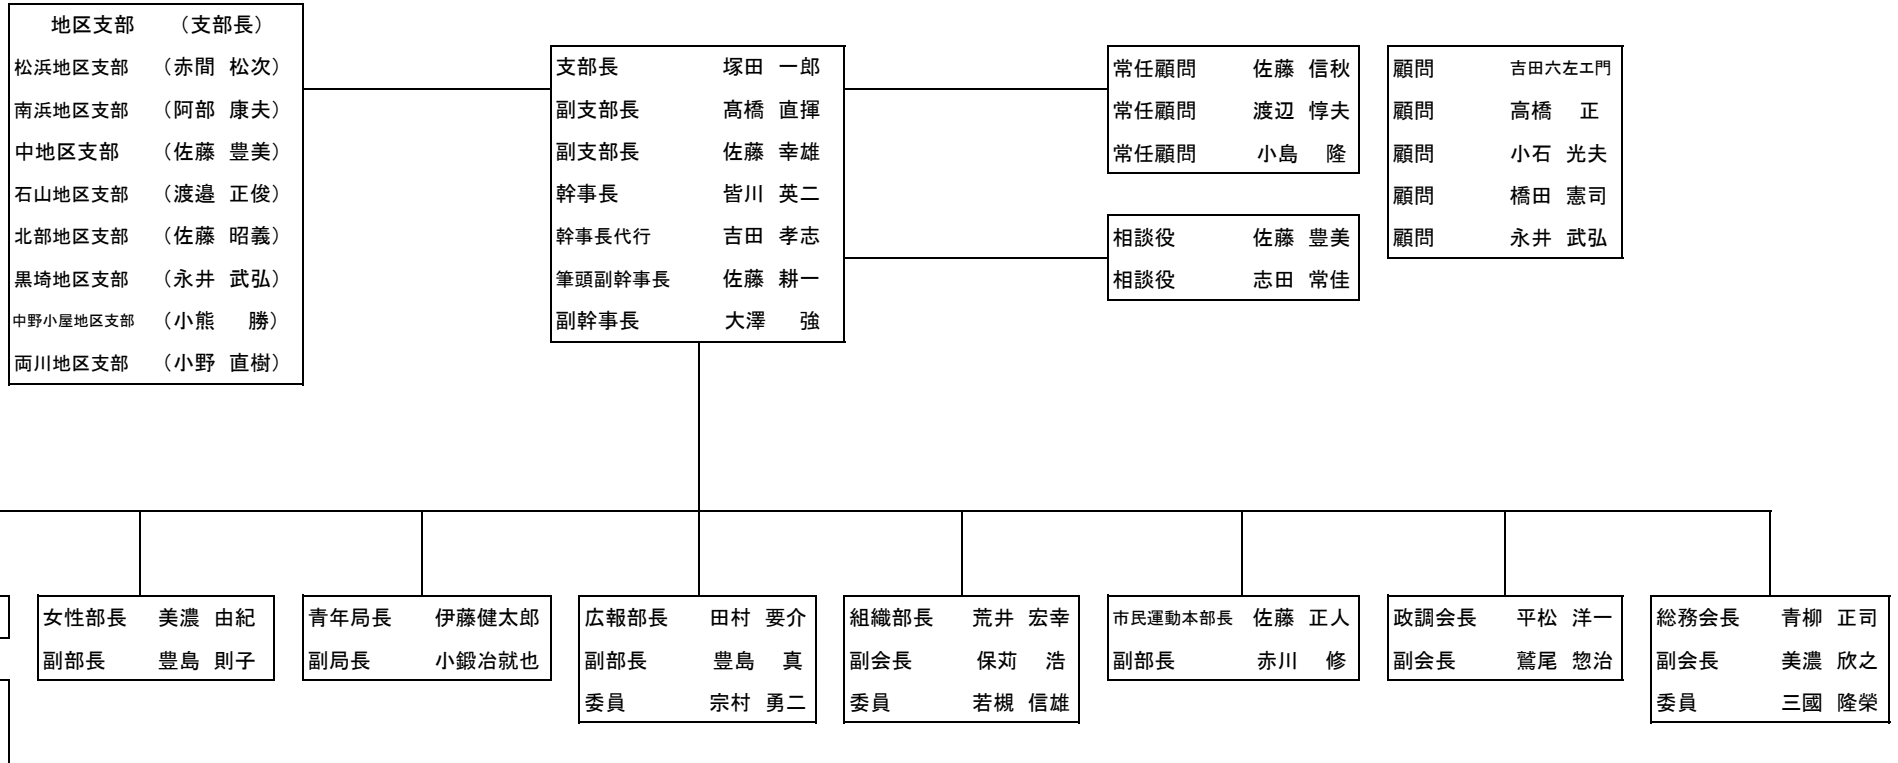 地区支部 （支部長）
松浜地区支部 （赤間 松次）
南浜地区支部 （阿部 康夫）
中地区支部 （佐藤 豊美）
石山地区支部 （渡邉 正俊）
北部地区支部 （佐藤 昭義）
黒埼地区支部 （永井 武弘）
中野小屋地区支部 （小熊 勝）
両川地区支部 （小野 直樹）
支部長 塚田 一郎
副支部長 髙橋 直揮
副支部長 佐藤 幸雄
幹事長 皆川 英二
幹事長代行 吉田 孝志
筆頭副幹事長 佐藤 耕一
副幹事長 大澤 強
常任顧問 佐藤 信秋
常任顧問 渡辺 惇夫
常任顧問 小島 隆
相談役 佐藤 豊美
相談役 志田 常佳
顧問 吉田六左エ門
顧問 高橋 正
顧問 小石 光夫
顧問 橋田 憲司
顧問 永井 武弘
女性部長 美濃 由紀
副部長 豊島 則子
青年局長 伊藤健太郎
副局長 小鍛冶就也
広報部長 田村 要介
副部長 豊島 真
委員 宗村 勇二
組織部長 荒井 宏幸
副会長 保苅 浩
委員 若槻 信雄
市民運動本部長 佐藤 正人
副部長 赤川 修
政調会長 平松 洋一
副会長 鷲尾 惣治
総務会長 青柳 正司
副会長 美濃 欣之
委員 三國 隆榮